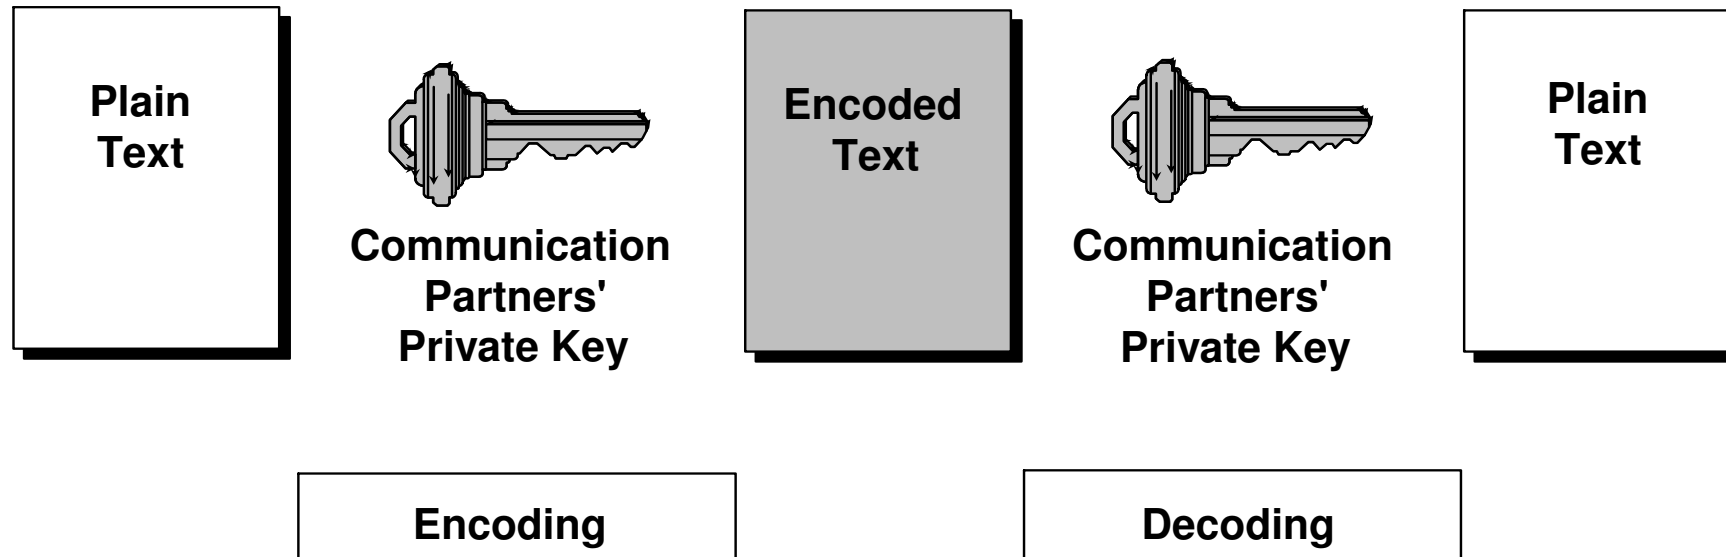 Plain
Text
Communication
Partners'
Private Key
Encoded
Text
Communication
Partners'
Private Key
Plain
Text
Encoding
Decoding